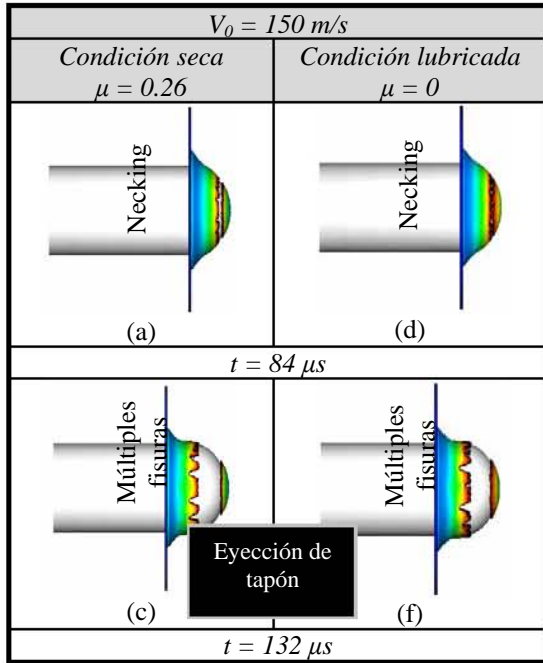 V₀ = 150 m/s
Condición seca
μ = 0.26
Condición lubricada
μ = 0
Necking
Necking
(a)
(d)
t = 84 μs
Múltiples
fisuras
Múltiples
fisuras
Eyección de
tapón
(c)
(f)
t = 132 μs